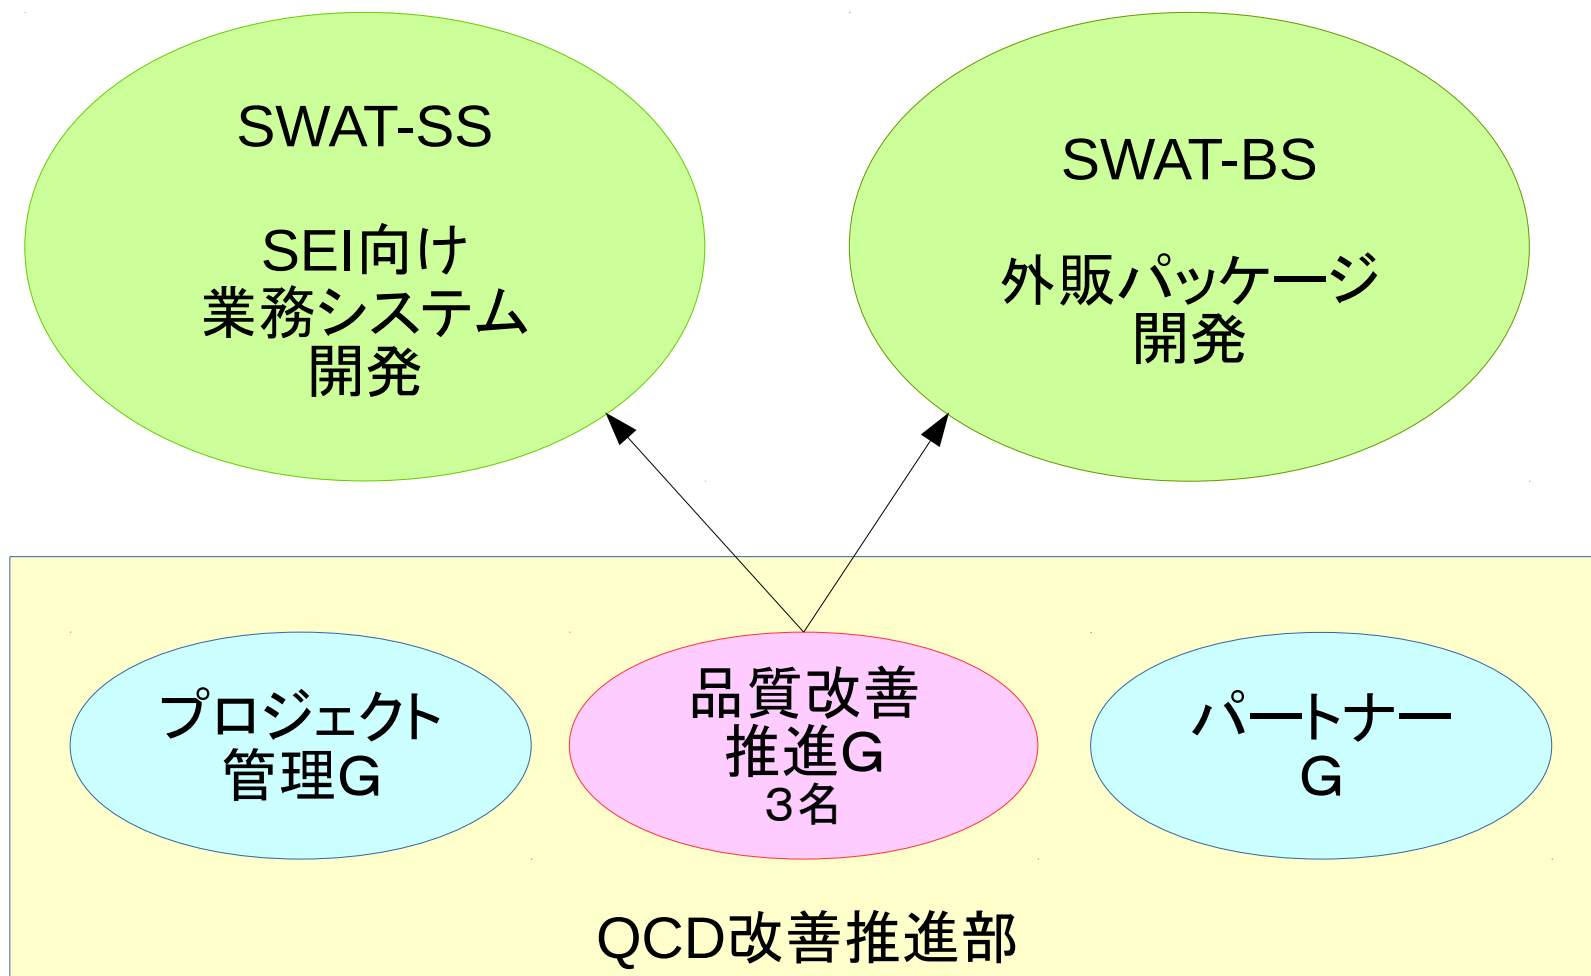 SWAT-SS
SEI向け
業務システム
開発
SWAT-BS
外販パッケージ
開発
プロジェクト
管理G
品質改善
推進G
３名
パートナー
G
QCD改善推進部